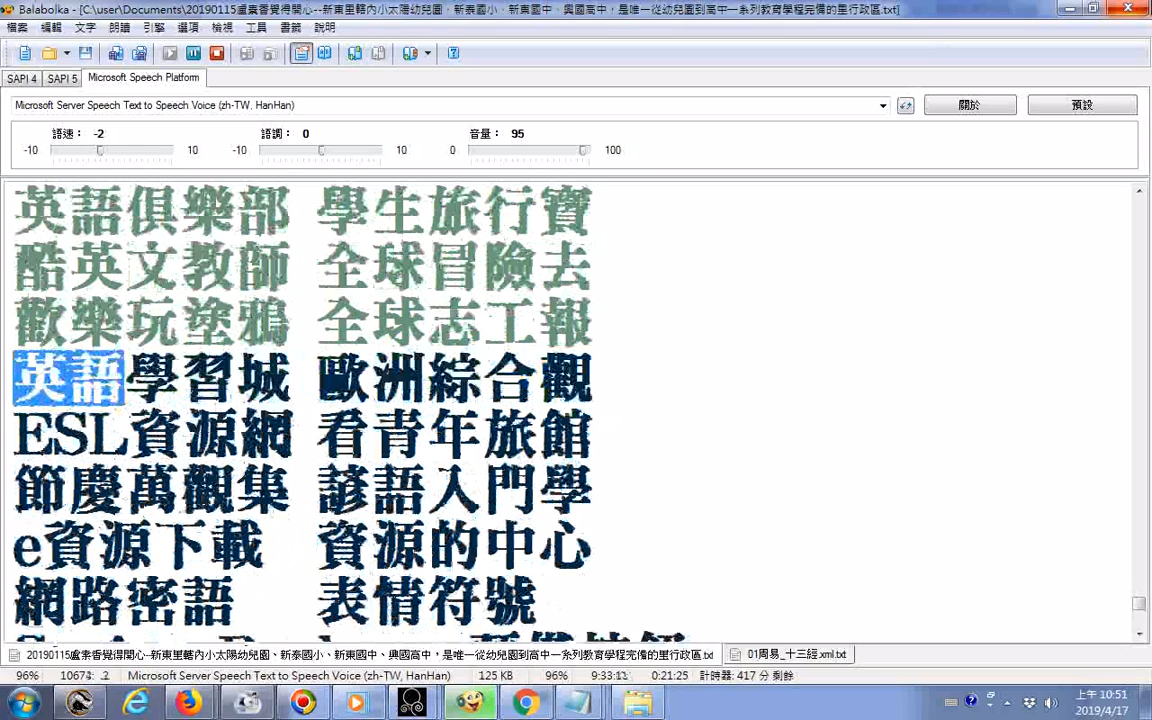 Balabolka - [C:\user\Documents\20190115盧素香覺得開心--新東里轄內小太陽幼兒園、新泰國小、新東國中、興國高中，是唯一從幼兒園到高中一系列教育學程完備的里行政區.txt]
檔案 編輯 文字 朗讀 引擎 選項 檢視 工具 書籤 說明
SAPI 4 SAPI 5 Microsoft Speech Platform
Microsoft Server Speech Text to Speech Voice (zh-TW, HanHan) 關於 預設
語速： -2 語調： 0 音量： 95
-10 10 -10 10 0 100
英語俱樂部 學生旅行寶
酷英文教師 全球冒險去
歡樂玩塗鴉 全球志工報
英語學習城 歐洲綜合觀
ESL資源網 看青年旅館
節慶萬觀集 諺語入門學
e資源下載 資源的中心
網路密語 表情符號
20190115盧素香覺得開心--新東里轄內小太陽幼兒園、新泰國小、新東國中、興國高中，是唯一從幼兒園到高中一系列教育學程完備的里行政區.txt 01周易_十三經.xml.txt
96% Microsoft Server Speech Text to Speech Voice (zh-TW, HanHan) 125 KB 96% 0:21:25 計時器: 417 分 剩餘
上午 10:51
2019/4/17